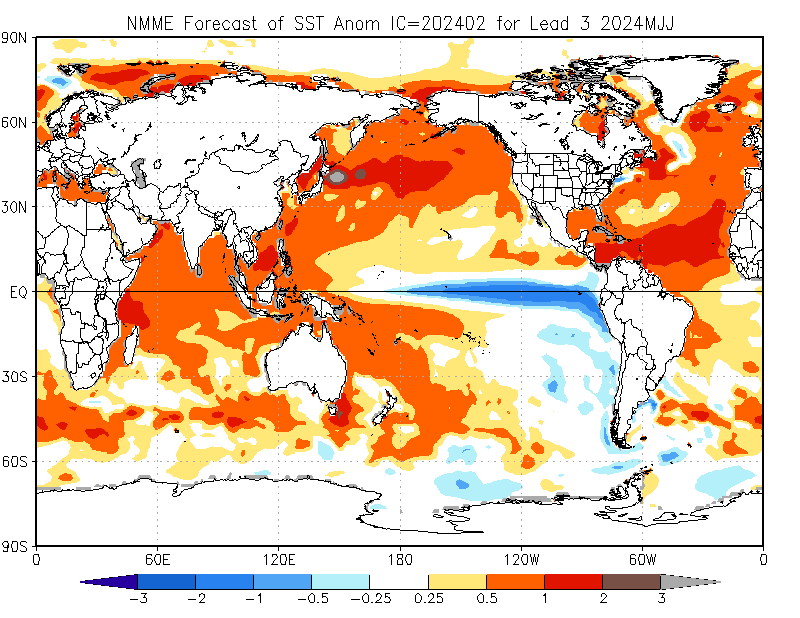 NMME Forecast of SST Anom IC=202402 for Lead 3 2024MJJ
90N
60N
30N
EQ
30S
60S
90S
0 60E 120E 180 120W 60W 0
-3 -2 -1 -0.5 -0.25 0.25 0.5 1 2 3